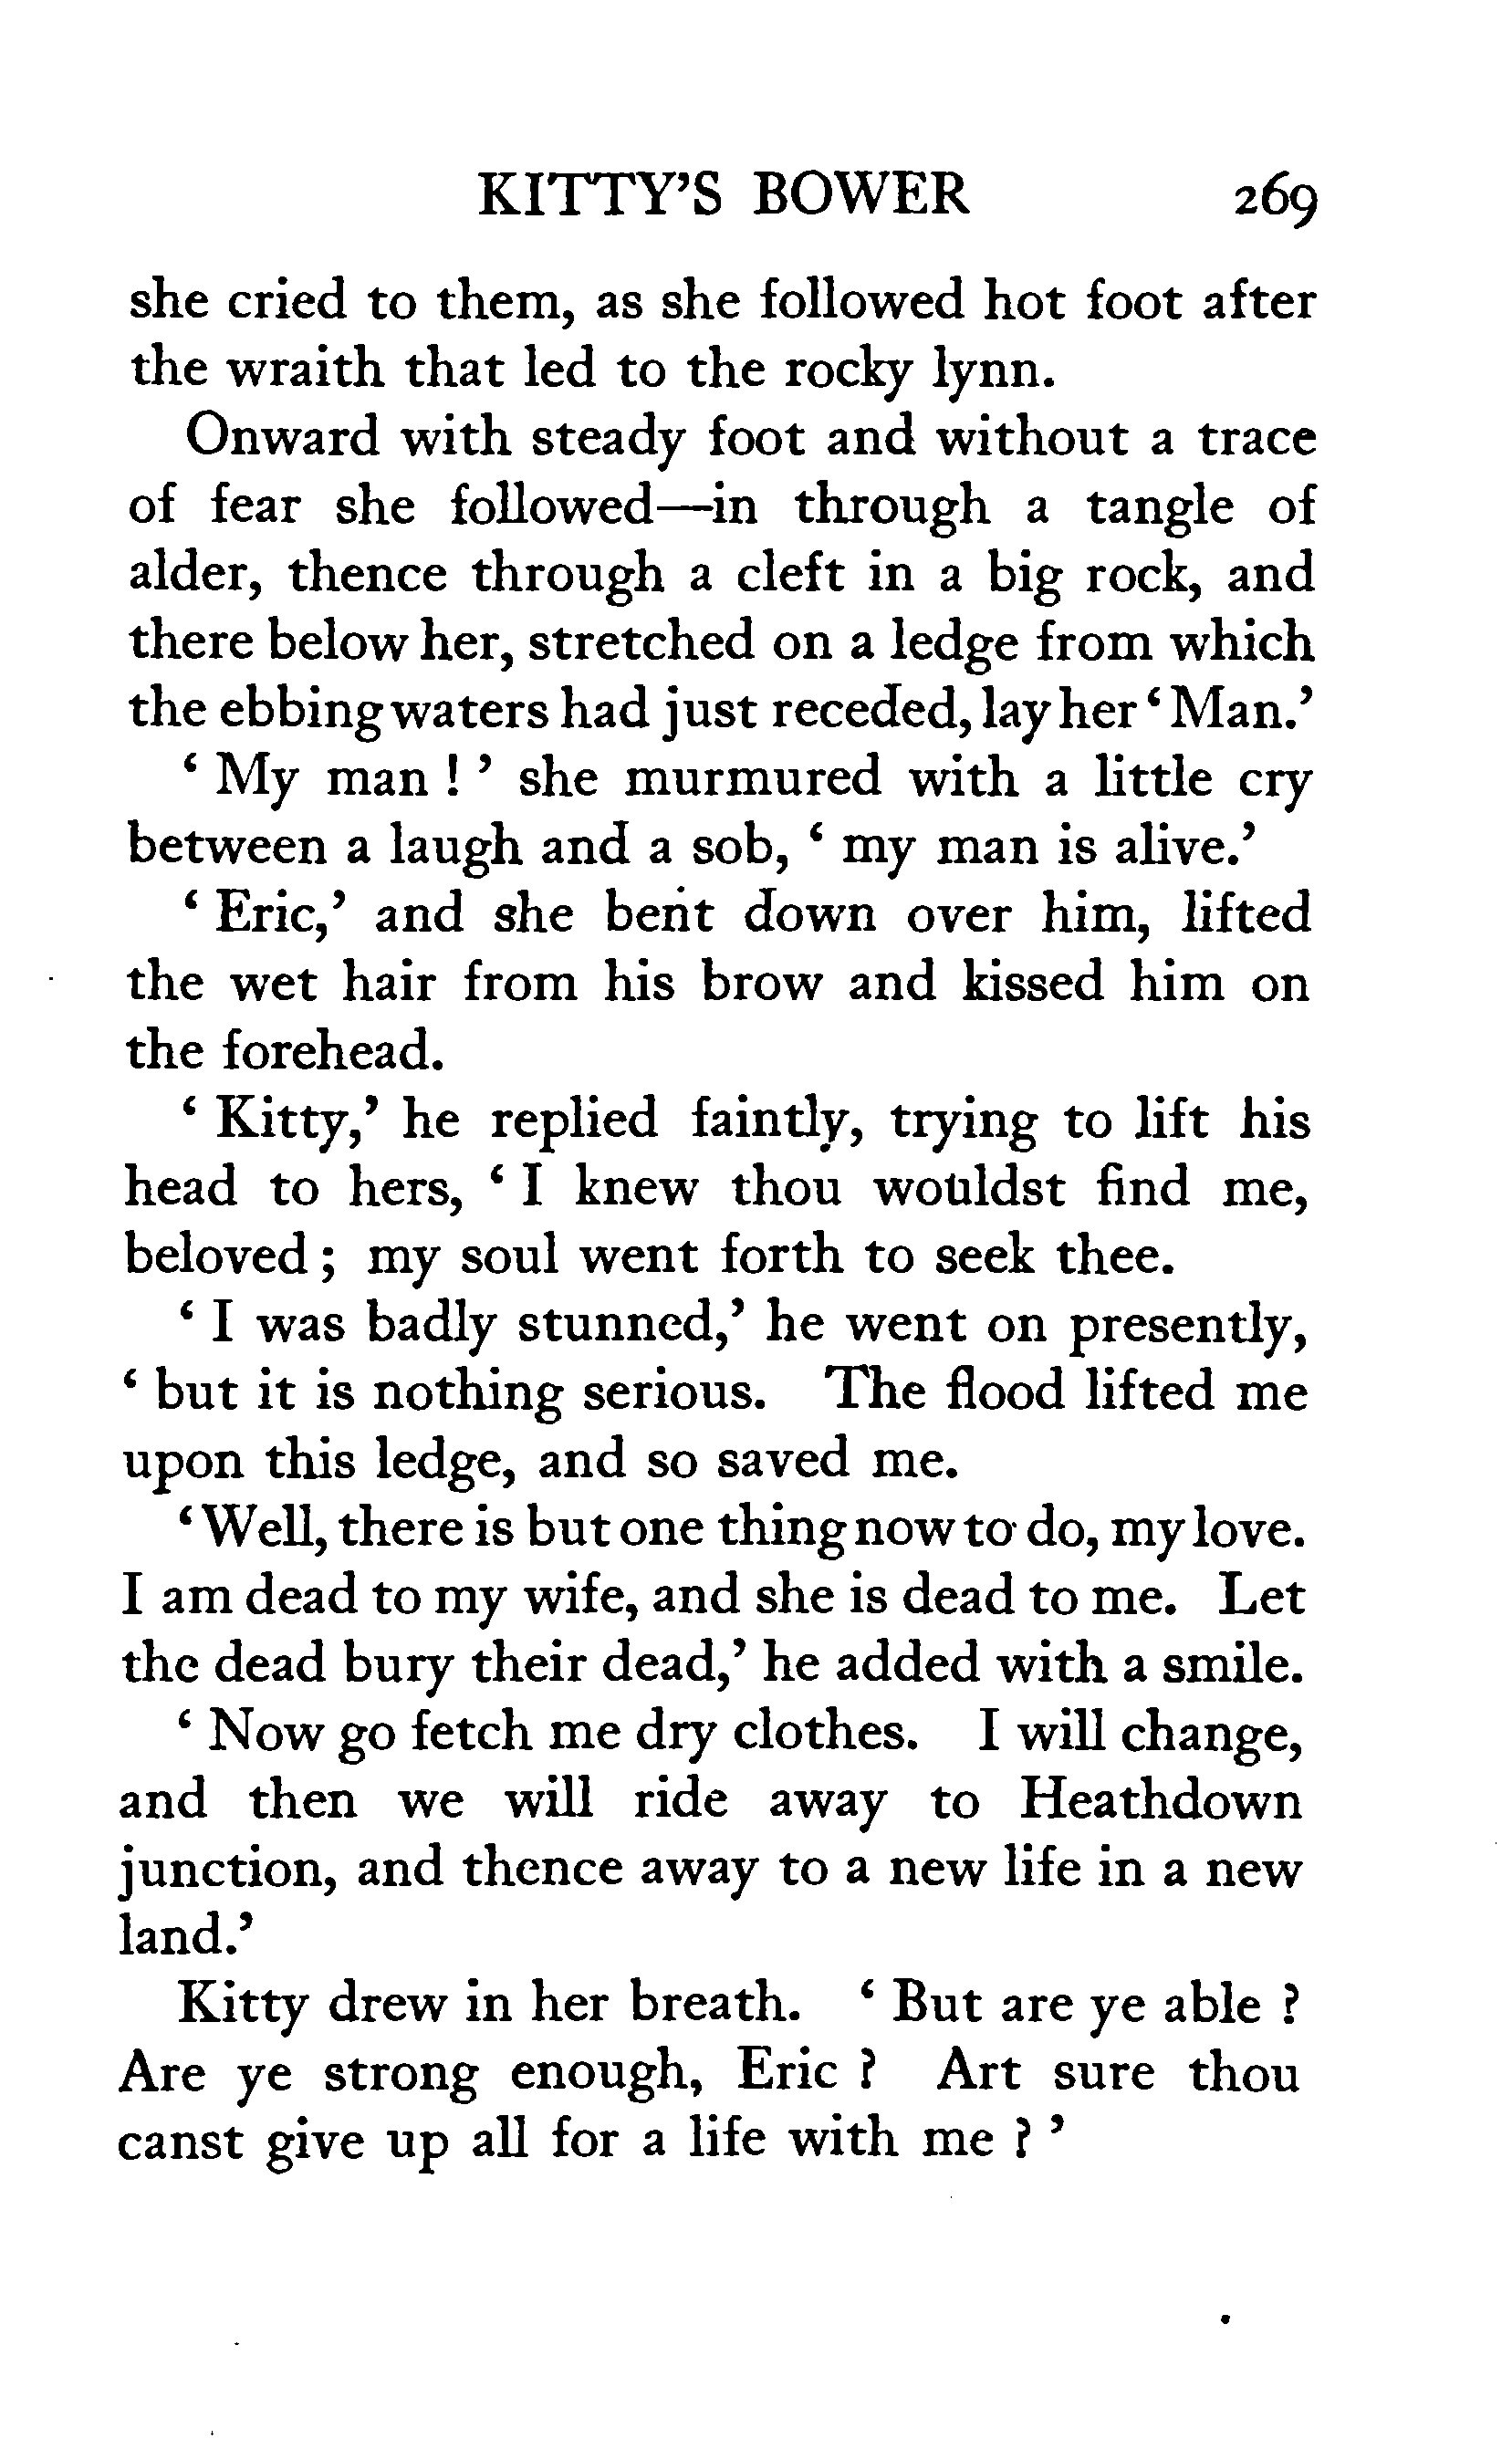 KITTY'S BOWER 269
she cried to them, as she followed hot foot after
the wraith that led to the rocky lynn.
Onward with steady foot and without a trace
of fear she followed—in through a tangle of
alder, thence through a cleft in a big rock, and
there below her, stretched on a ledge from which
the ebbing waters had just receded, lay her ‘Man.’
‘ My man ! ’ she murmured with a little cry
between a laugh and a sob, ‘ my man is alive.’
‘ Eric,’ and she bent down over him, lifted
the wet hair from his brow and kissed him on
the forehead.
‘ Kitty,’ he replied faintly, trying to lift his
head to hers, ‘ I knew thou wouldst find me,
beloved ; my soul went forth to seek thee.
‘ I was badly stunned,’ he went on presently,
‘ but it is nothing serious. The flood lifted me
upon this ledge, and so saved me.
‘ Well, there is but one thing now to do, my love.
I am dead to my wife, and she is dead to me. Let
the dead bury their dead,’ he added with a smile.
‘ Now go fetch me dry clothes. I will change,
and then we will ride away to Heathdown
junction, and thence away to a new life in a new
land.’
Kitty drew in her breath. ‘ But are ye able ?
Are ye strong enough, Eric ? Art sure thou
canst give up all for a life with me ? ’